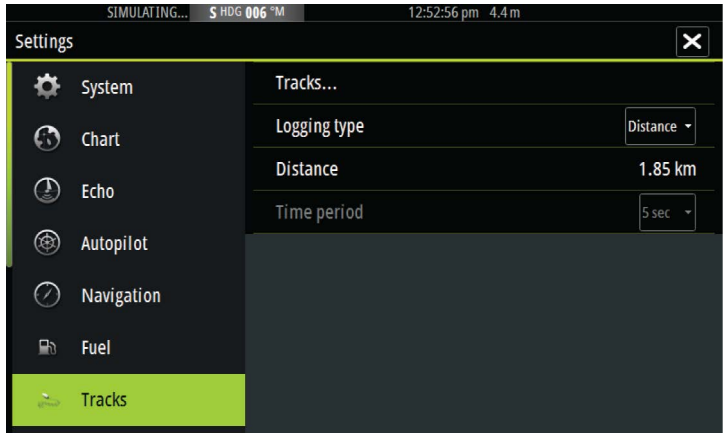 SIMULATING... S HDG 006 °M 12:52:56 pm 4.4 m
Settings
System
Chart
Echo
Autopilot
Navigation
Fuel
Tracks
Tracks...
Logging type Distance
Distance 1.85 km
Time period 5 sec